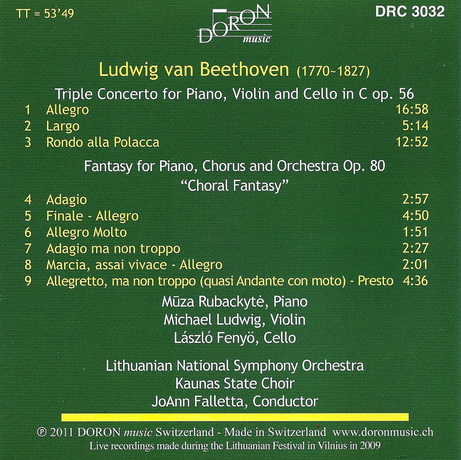 TT = 53'49
DORON
music
DRC 3032
Ludwig van Beethoven (1770~1827)
Triple Concerto for Piano, Violin and Cello in C op. 56
1 Allegro 16:58
2 Largo 5:14
3 Rondo alla Polacca 12:52
Fantasy for Piano, Chorus and Orchestra Op. 80
“Choral Fantasy”
4 Adagio 2:57
5 Finale - Allegro 4:50
6 Allegro Molto 1:51
7 Adagio ma non troppo 2:27
8 Marcia, assai vivace - Allegro 2:01
9 Allegretto, ma non troppo (quasi Andante con moto) - Presto 4:36
Mūza Rubackytė, Piano
Michael Ludwig, Violin
László Fenyö, Cello
Lithuanian National Symphony Orchestra
Kaunas State Choir
JoAnn Falletta, Conductor
℗ 2011 DORON music Switzerland - Made in Switzerland www.doronmusic.ch
Live recordings made during the Lithuanian Festival in Vilnius in 2009